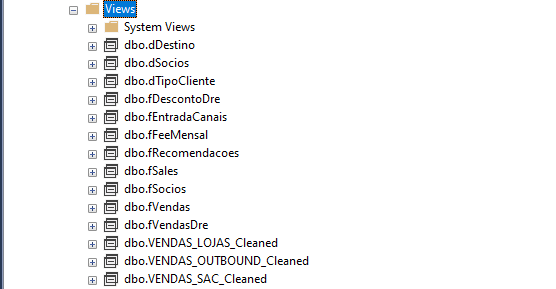 Views
System Views
dbo.dDestino
dbo.dSocios
dbo.dTipoCliente
dbo.fDescontoDre
dbo.fEntradaCanais
dbo.fFeeMensal
dbo.fRecomendacoes
dbo.fSales
dbo.fSocios
dbo.fVendas
dbo.fVendasDre
dbo.VENDAS_LOJAS_Cleaned
dbo.VENDAS_OUTBOUND_Cleaned
dbo.VENDAS_SAC_Cleaned